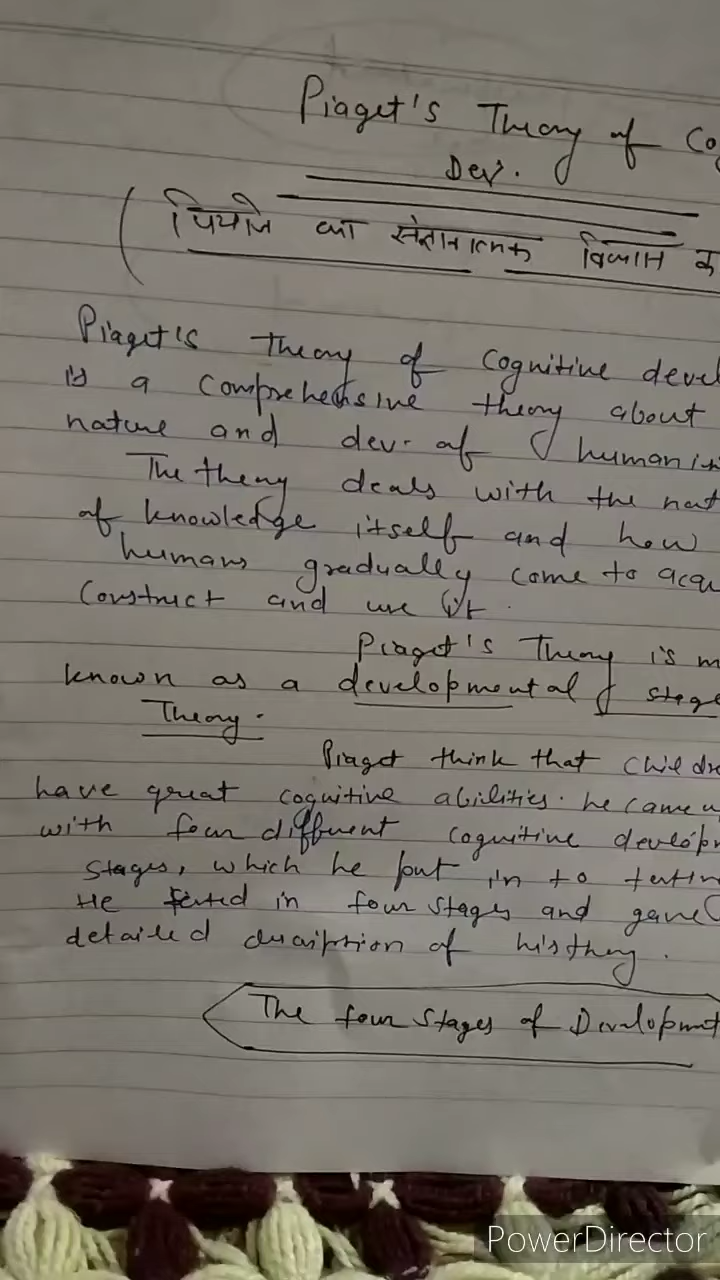 Piaget's Theory of Co
Dev.
(पियाजे का संज्ञानात्मक विकास क
Piaget's Theory of Cognitive devel
is a comprehensive theory about
nature and dev. of humanin
The theory deals with the nat
of knowledge itself and how
humans gradually come to acqu
Construct and use it.
Piaget's Theory is m
known as a developmental stage
Theory.
Piaget think that childre
have great cognitive abilities. he came u
with four different cognitive develop
stages, which he put in to testin
He tested in four stages and gave
detailed description of his theory.
The four Stages of Development
PowerDirector